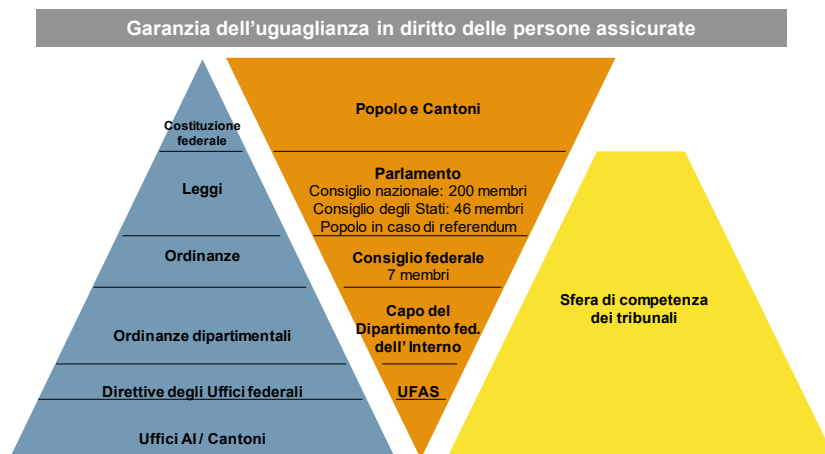 Garanzia dell'uguaglianza in diritto delle persone assicurate
Costituzione
federale
Leggi
Ordinanze
Ordinanze dipartimentali
Direttive degli Uffici federali
Uffici AI / Cantoni
Popolo e Cantoni
Parlamento
Consiglio nazionale: 200 membri
Consiglio degli Stati: 46 membri
Popolo in caso di referendum
Consiglio federale
7 membri
Capo del
Dipartimento fed.
dell' Interno
UFAS
Sfera di competenza
dei tribunali